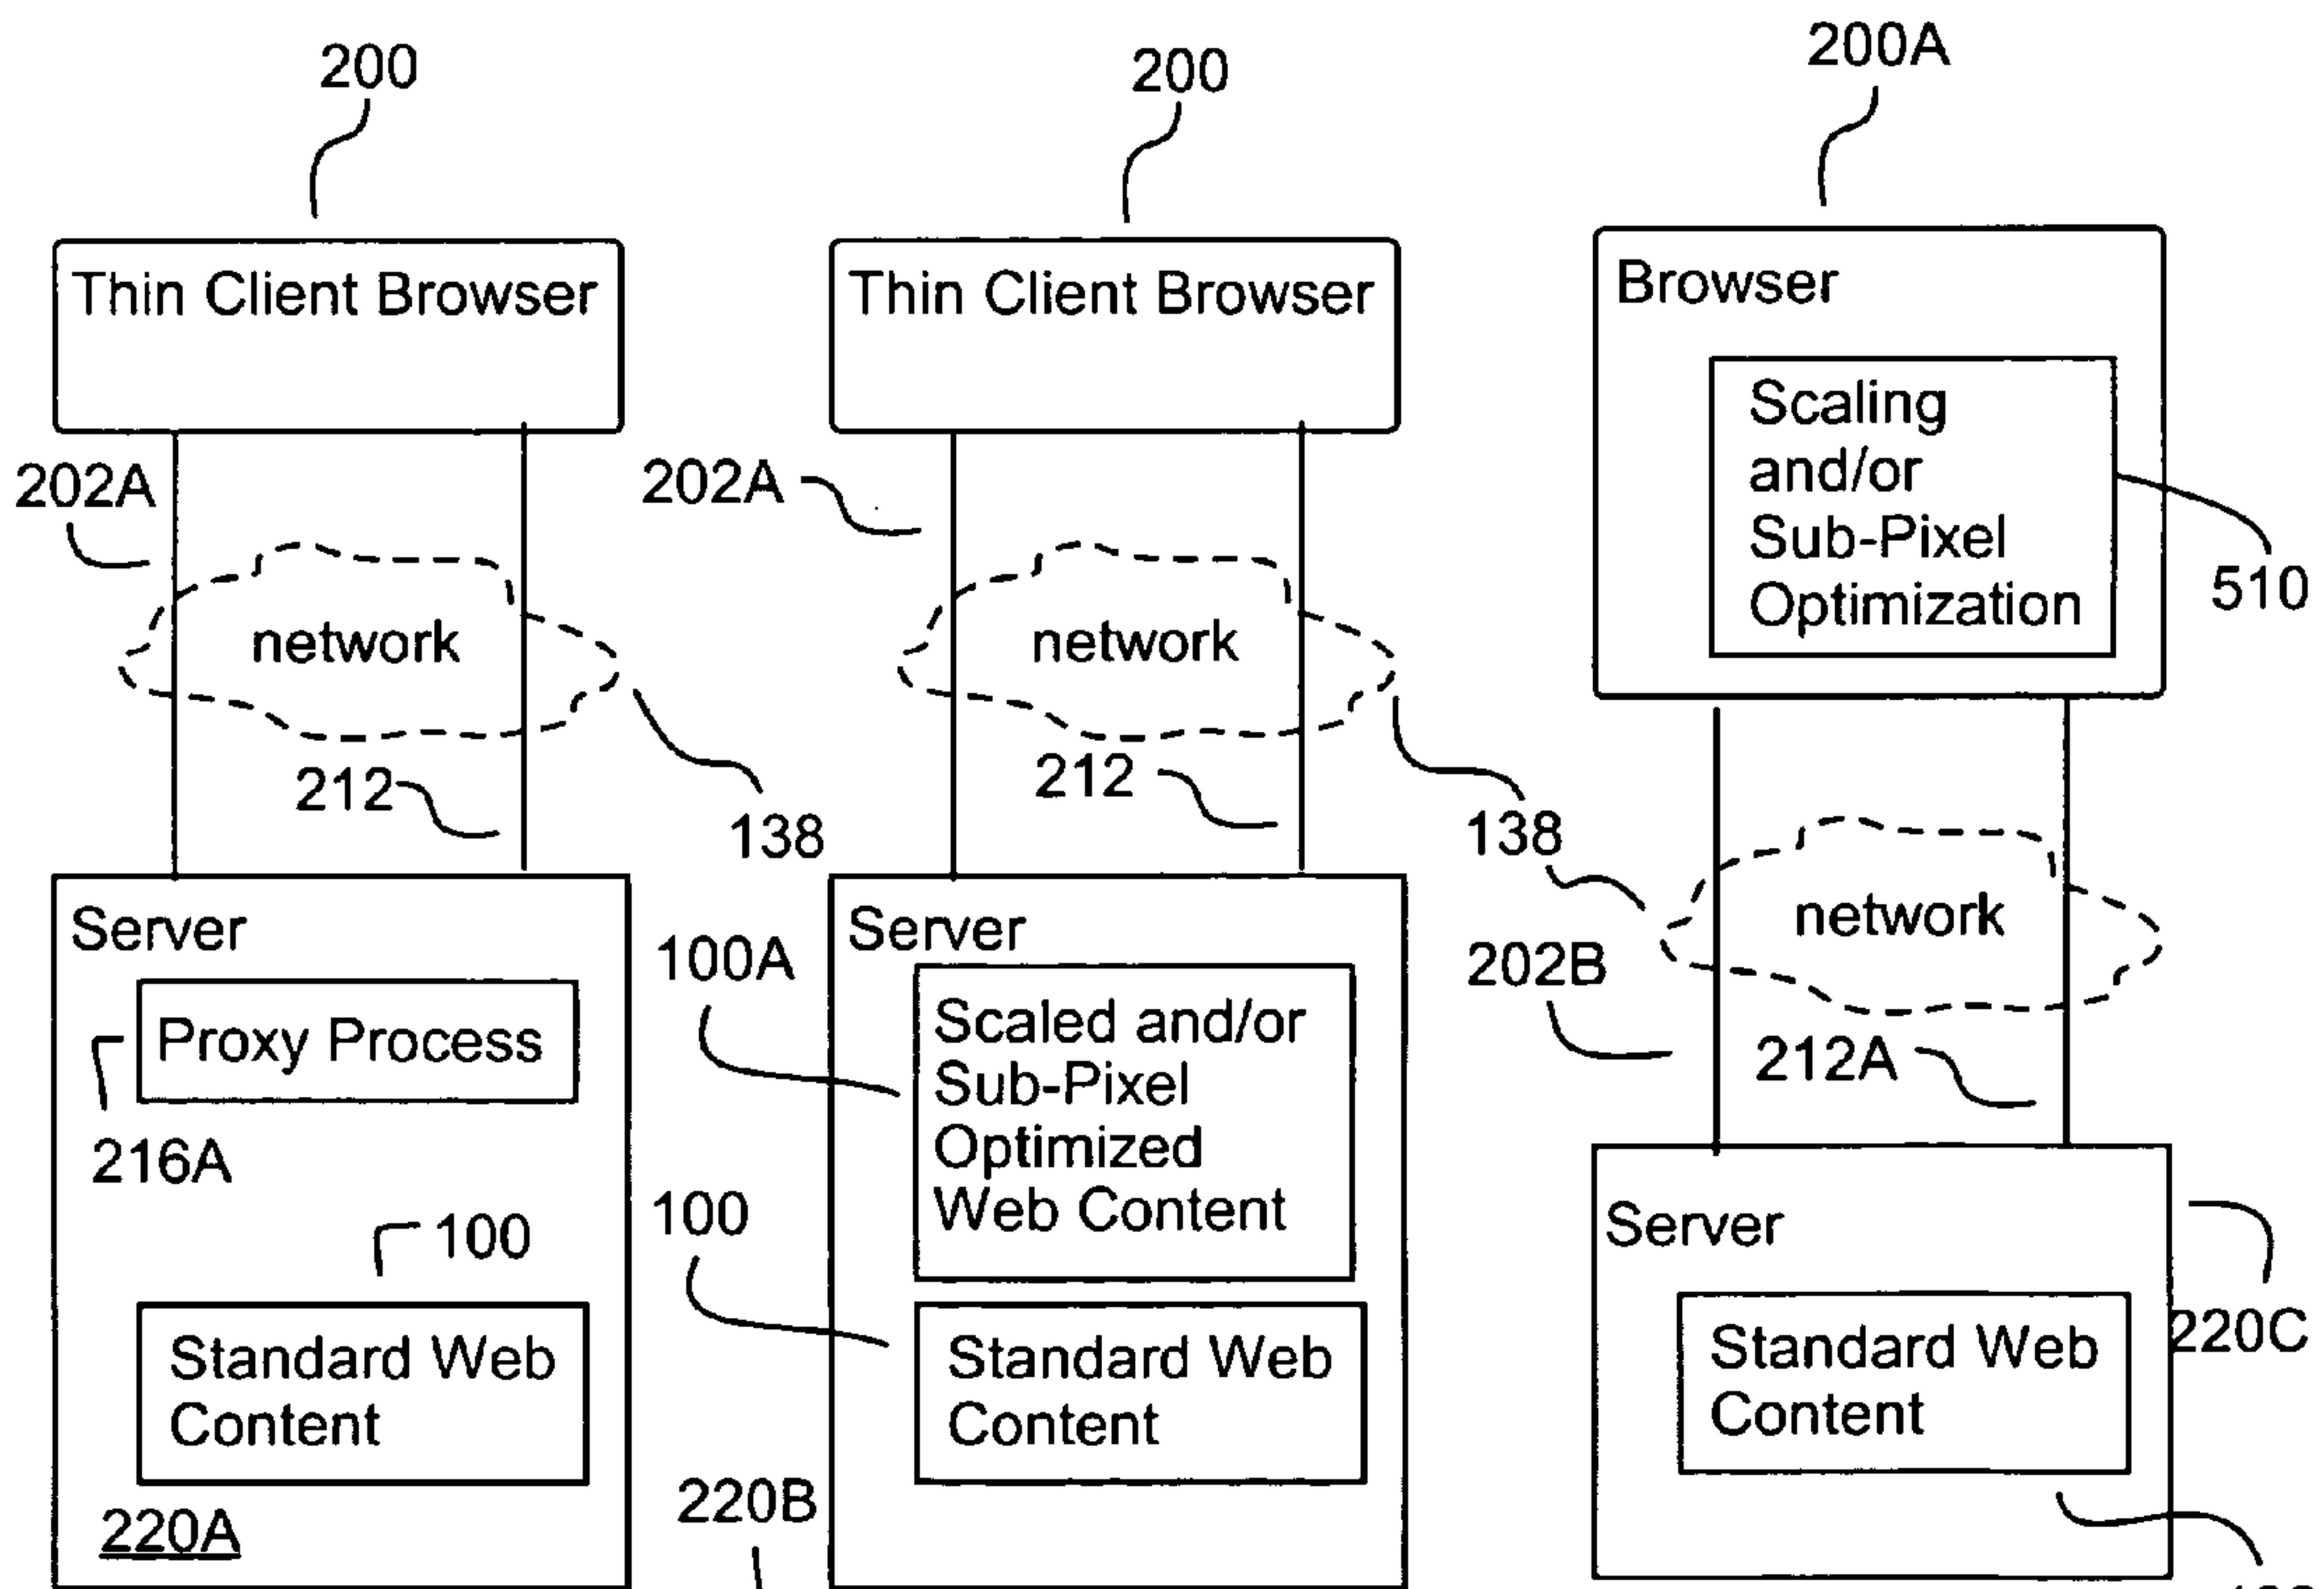 200
Thin Client Browser
202A
network
212
138
Server
Proxy Process
216A
100
Standard Web
Content
220A
200
Thin Client Browser
202A
network
212
138
Server
100A
Scaled and/or
Sub-Pixel
Optimized
Web Content
100
Standard Web
Content
220B
200A
Browser
Scaling
and/or
Sub-Pixel
Optimization
510
network
202B
212A
Server
220C
Standard Web
Content